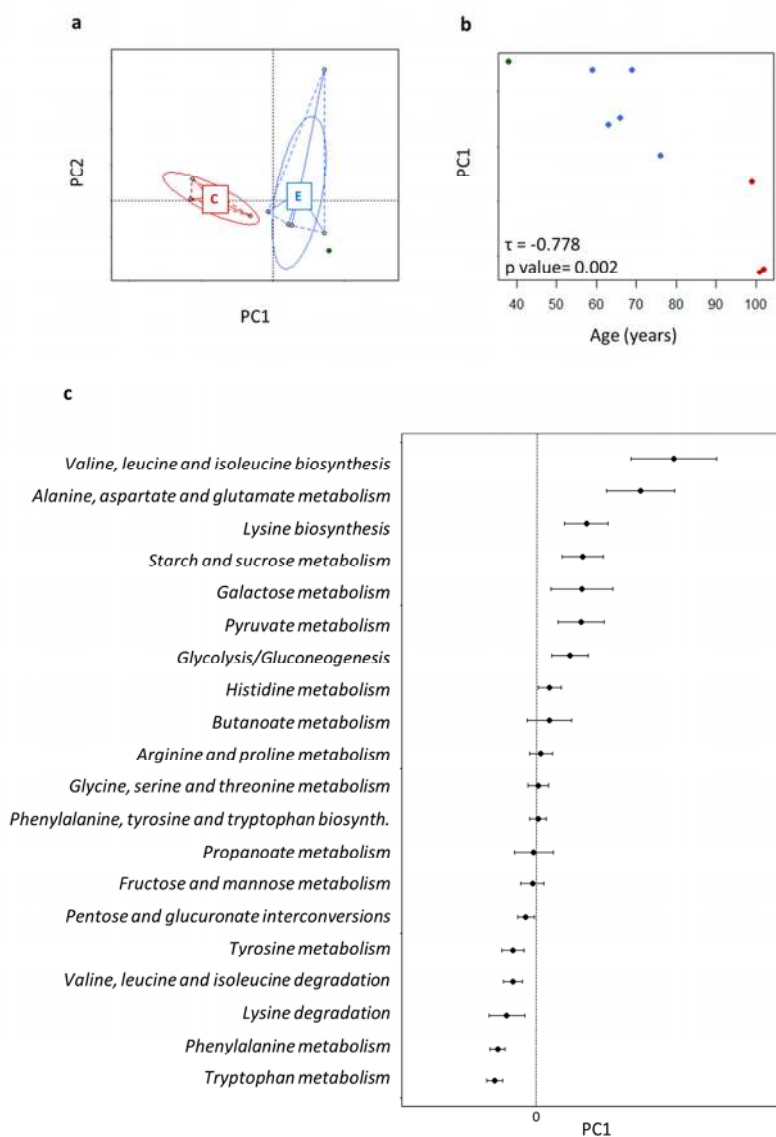 a
PC2
C
E
PC1
b
PC1
τ = -0.778
p value= 0.002
40 50 60 70 80 90 100
Age (years)
c
Valine, leucine and isoleucine biosynthesis
Alanine, aspartate and glutamate metabolism
Lysine biosynthesis
Starch and sucrose metabolism
Galactose metabolism
Pyruvate metabolism
Glycolysis/Gluconeogenesis
Histidine metabolism
Butanoate metabolism
Arginine and proline metabolism
Glycine, serine and threonine metabolism
Phenylalanine, tyrosine and tryptophan biosynth.
Propanoate metabolism
Fructose and mannose metabolism
Pentose and glucuronate interconversions
Tyrosine metabolism
Valine, leucine and isoleucine degradation
Lysine degradation
Phenylalanine metabolism
Tryptophan metabolism
0
PC1